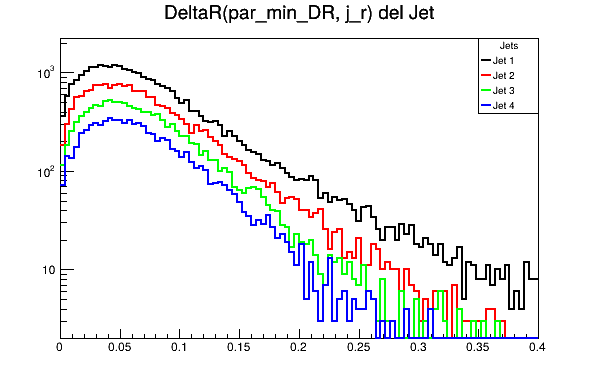 DeltaR(par_min_DR, j_r) del Jet
Jets
Jet 1
Jet 2
Jet 3
Jet 4
10³
10²
10
0 0.05 0.1 0.15 0.2 0.25 0.3 0.35 0.4